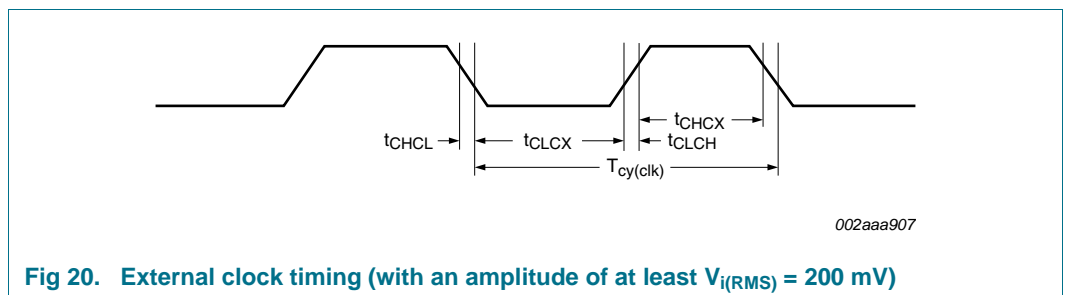 tCHCX
tCHCL
tCLCX
tCLCH
Tcy(clk)
002aaa907
Fig 20. External clock timing (with an amplitude of at least Vi(RMS) = 200 mV)